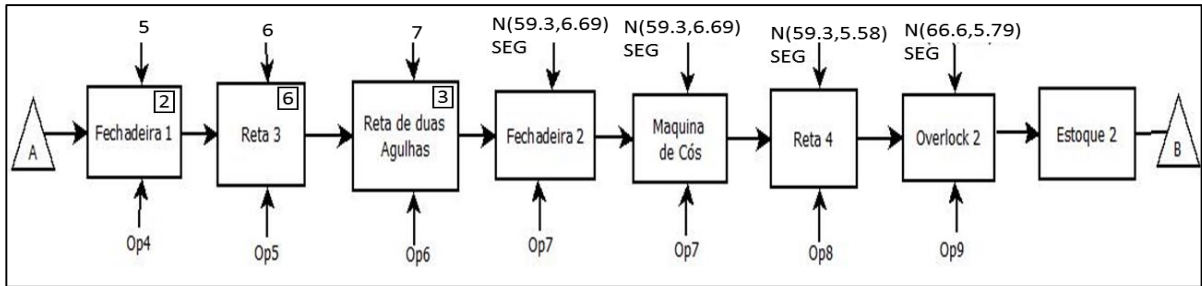 5
6
7
N(59.3,6.69)
SEG
N(59.3,6.69)
SEG
N(59.3,5.58)
SEG
N(66.6,5.79)
SEG
2
6
3
A
Fechadeira 1
Reta 3
Reta de duas
Agulhas
Fechadeira 2
Maquina
de Cós
Reta 4
Overlock 2
Estoque 2
B
Op4
Op5
Op6
Op7
Op7
Op8
Op9